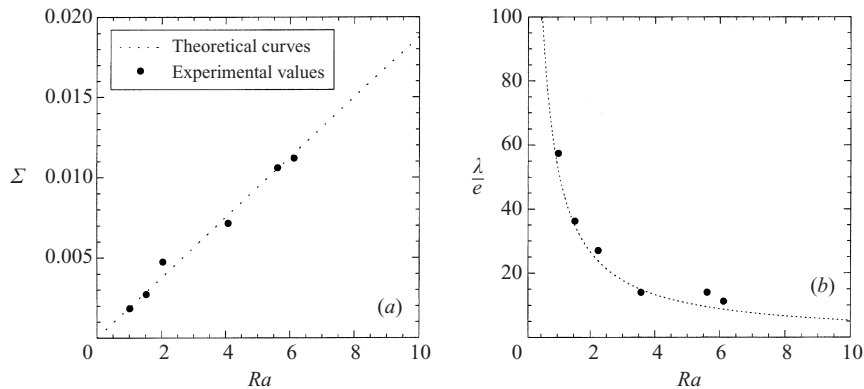 0.020
0.015
0.010
0.005
Σ
Theoretical curves
Experimental values
(a)
0 2 4 6 8 10
Ra
100
80
60
40
20
0
λ
e
(b)
2 4 6 8 10
Ra